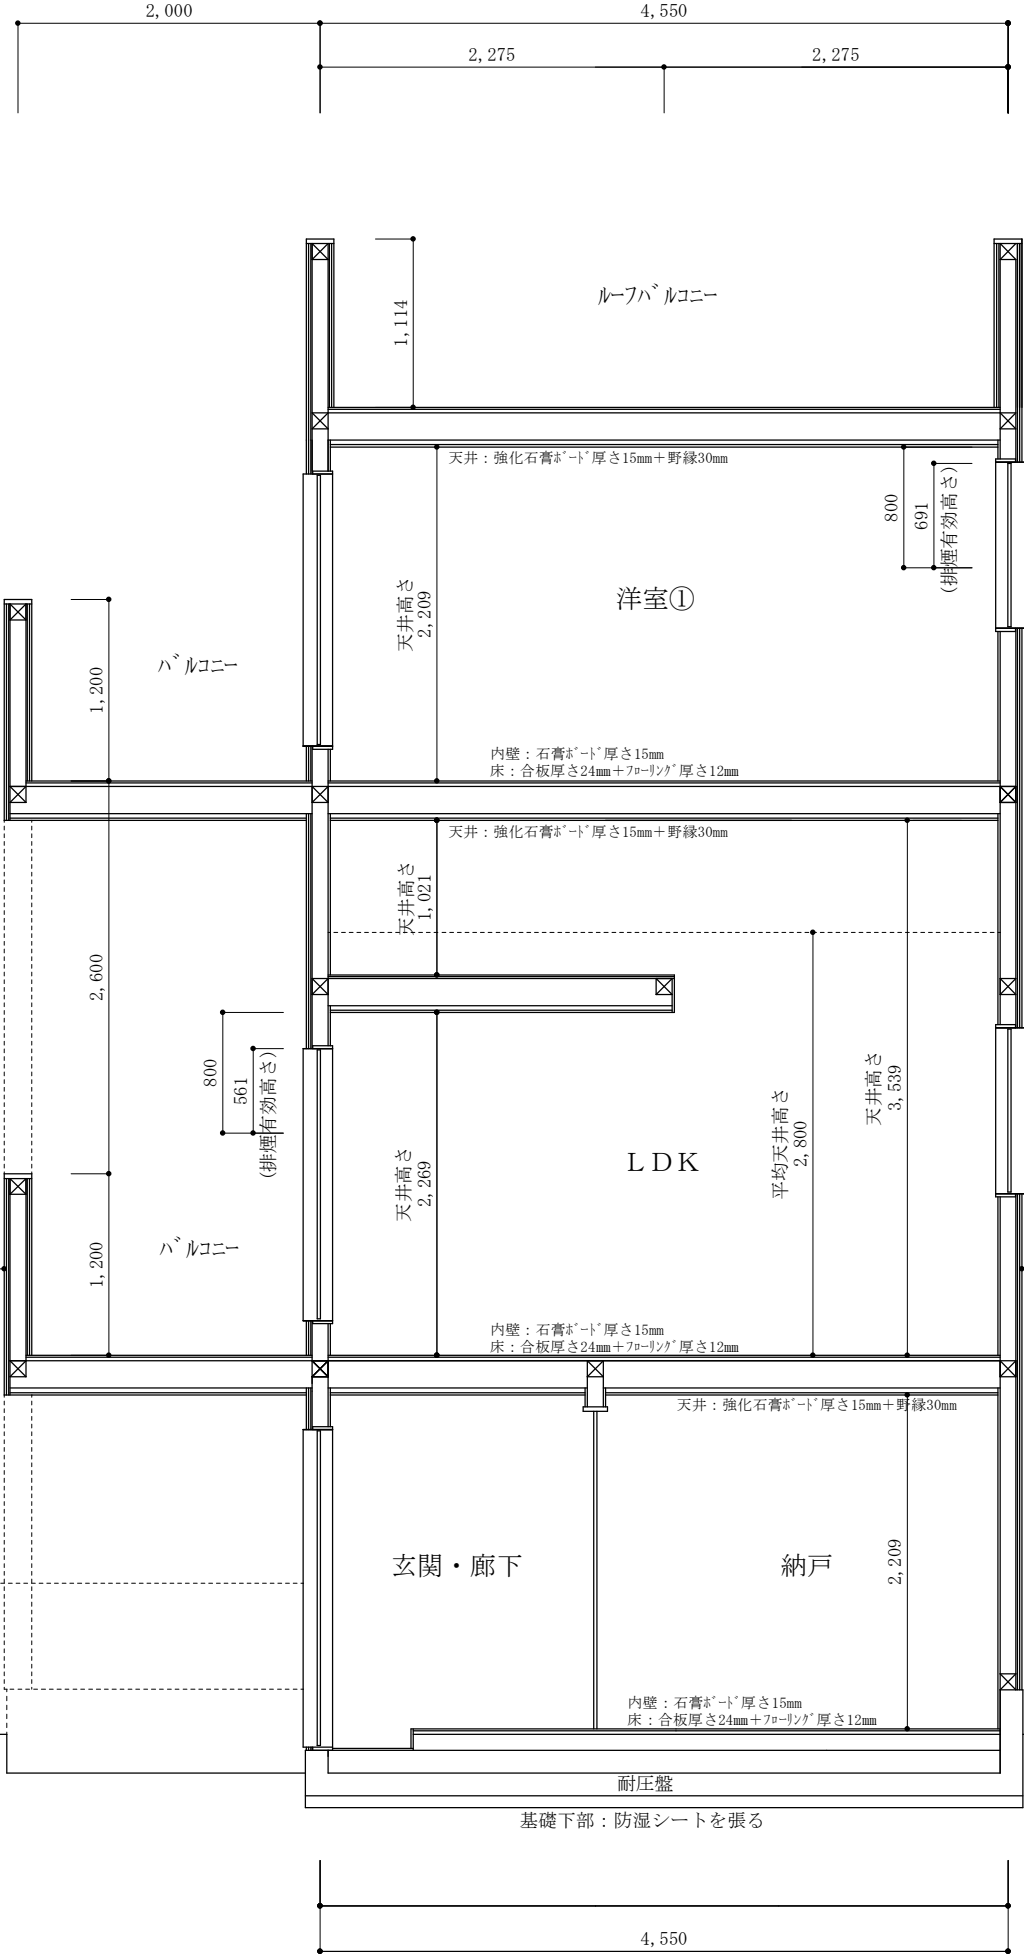 2,000
4,550
2,275
2,275
ルーフバルコニー
1,114
天井：強化石膏ボード厚さ15mm＋野縁30mm
800
691
(排煙有効高さ)
天井高さ
2,209
洋室①
バルコニー
1,200
内壁：石膏ボード厚さ15mm
床：合板厚さ24mm＋フローリング厚さ12mm
天井：強化石膏ボード厚さ15mm＋野縁30mm
天井高さ
1,021
2,600
800
561
(排煙有効高さ)
天井高さ
3,539
平均天井高さ
2,800
天井高さ
2,269
LDK
バルコニー
1,200
内壁：石膏ボード厚さ15mm
床：合板厚さ24mm＋フローリング厚さ12mm
天井：強化石膏ボード厚さ15mm＋野縁30mm
玄関・廊下
納戸
2,209
内壁：石膏ボード厚さ15mm
床：合板厚さ24mm＋フローリング厚さ12mm
耐圧盤
基礎下部：防湿シートを張る
4,550